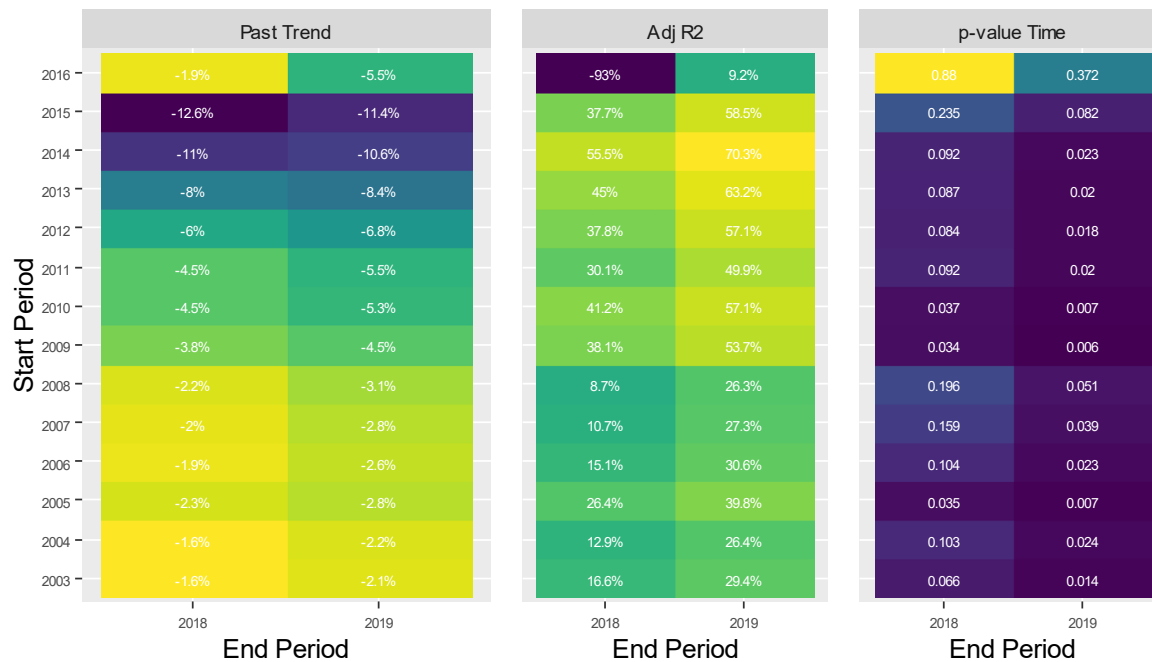 Past Trend Adj R2 p-value Time
2016 -1.9% -5.5% -93% 9.2% 0.88 0.372
2015 -12.6% -11.4% 37.7% 58.5% 0.235 0.082
2014 -11% -10.6% 55.5% 70.3% 0.092 0.023
2013 -8% -8.4% 45% 63.2% 0.087 0.02
2012 -6% -6.8% 37.8% 57.1% 0.084 0.018
2011 -4.5% -5.5% 30.1% 49.9% 0.092 0.02
2010 -4.5% -5.3% 41.2% 57.1% 0.037 0.007
2009 -3.8% -4.5% 38.1% 53.7% 0.034 0.006
2008 -2.2% -3.1% 8.7% 26.3% 0.196 0.051
2007 -2% -2.8% 10.7% 27.3% 0.159 0.039
2006 -1.9% -2.6% 15.1% 30.6% 0.104 0.023
2005 -2.3% -2.8% 26.4% 39.8% 0.035 0.007
2004 -1.6% -2.2% 12.9% 26.4% 0.103 0.024
2003 -1.6% -2.1% 16.6% 29.4% 0.066 0.014
Start Period
2018 2019 2018 2019 2018 2019
End Period End Period End Period